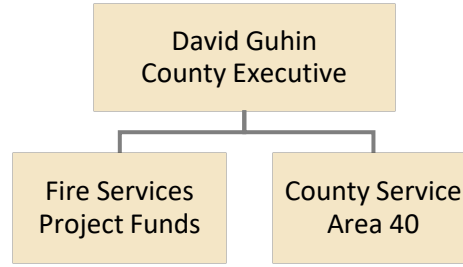 David Guhin
County Executive
Fire Services
Project Funds
County Service
Area 40